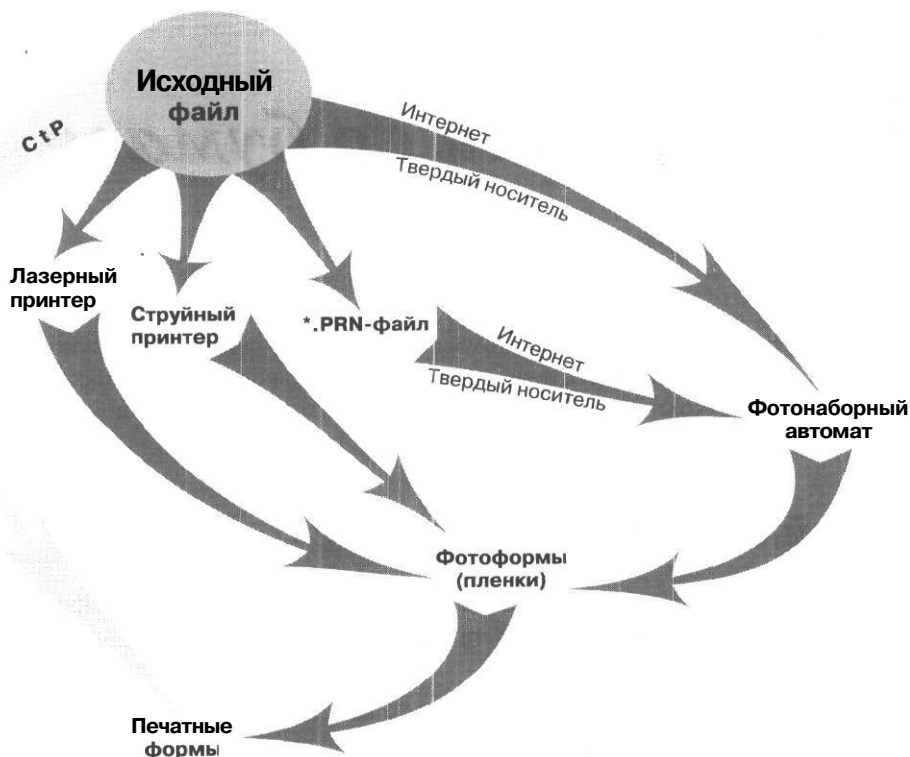 Исходный
файл
CtP
Интернет
Твердый носитель
Лазерный
принтер
Струйный
принтер
*.PRN-файл
Интернет
Твердый носитель
Фотонаборный
автомат
Фотоформы
(пленки)
Печатные
формы